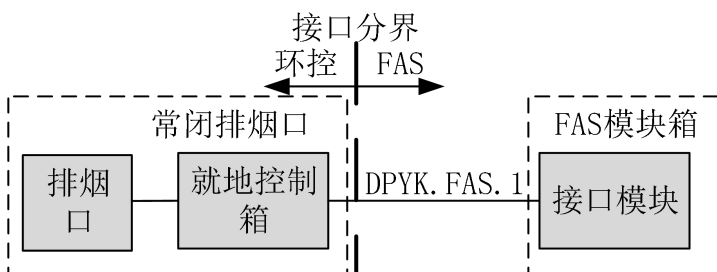 接口分界
环控 FAS
常闭排烟口 FAS模块箱
排烟
口
就地控制
箱
DPYK.FAS.1
接口模块